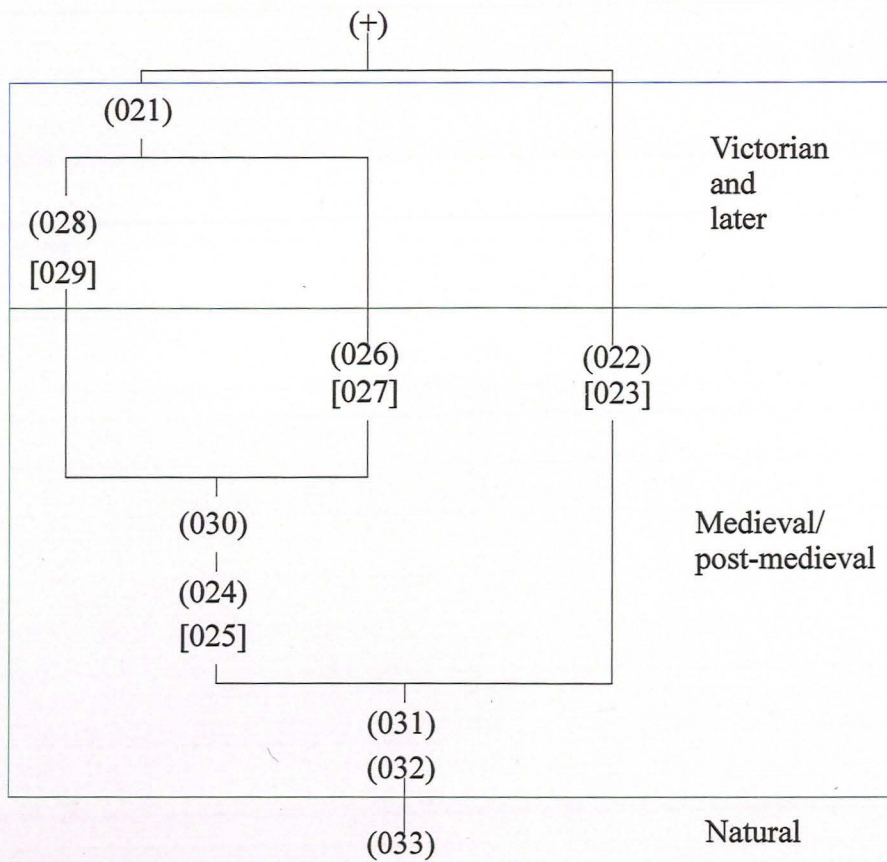 (+)
(021)
Victorian
and
later
(028)
[029]
(026)
[027]
(022)
[023]
(030)
Medieval/
post-medieval
(024)
[025]
(031)
(032)
(033)
Natural